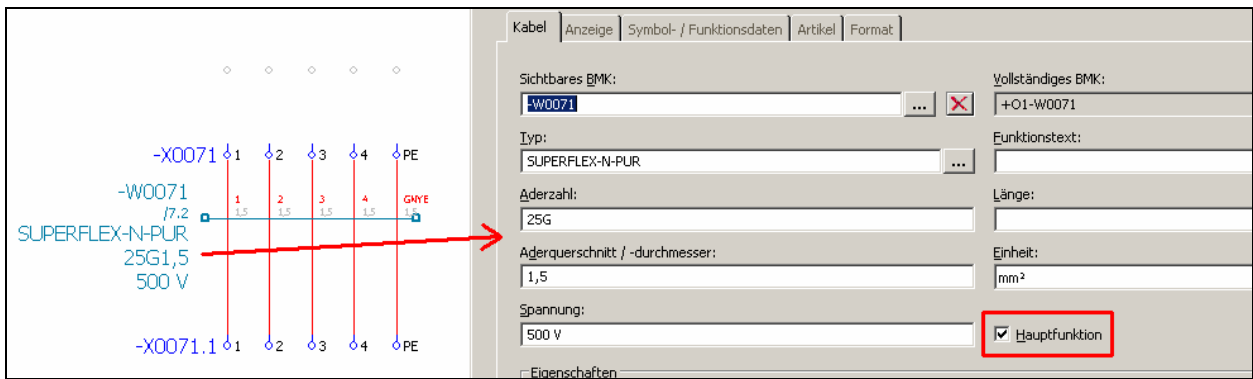 -X0071 1 2 3 4 PE
-W0071
/7.2
SUPERFLEX-N-PUR
25G1,5
500 V
1 2 3 4 GNYE
1,5 1,5 1,5 1,5 1,5
-X0071.1 1 2 3 4 PE
Kabel Anzeige Symbol- / Funktionsdaten Artikel Format
Sichtbares BMK: Vollständiges BMK:
-W0071 ... +O1-W0071
Typ: Funktionstext:
SUPERFLEX-N-PUR ...
Aderzahl: Länge:
25G
Aderquerschnitt / -durchmesser: Einheit:
1,5 mm²
Spannung:
500 V Hauptfunktion
Eigenschaften